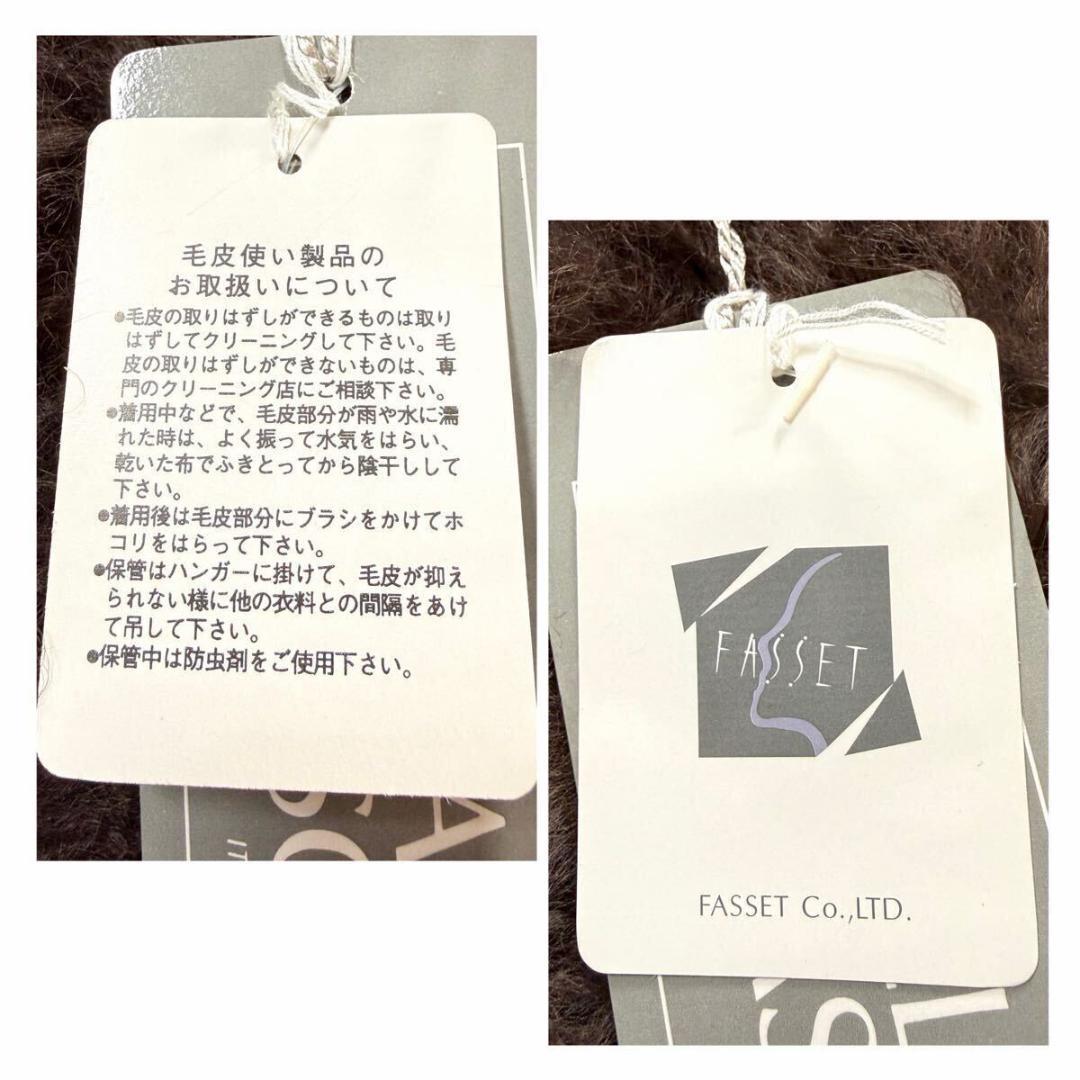 毛皮使い製品の
お取扱いについて
●毛皮の取りはずしができるものは取り
はずしてクリーニングして下さい。毛
皮の取りはずしができないものは、専
門のクリーニング店にご相談下さい。
●着用中などで、毛皮部分が雨や水に濡
れた時は、よく振って水気をはらい、
乾いた布でふきとってから陰干しして
下さい。
●着用後は毛皮部分にブラシをかけてホ
コリをはらって下さい。
●保管はハンガーに掛けて、毛皮が抑え
られない様に他の衣料との間隔をあけ
て吊して下さい。
●保管中は防虫剤をご使用下さい。
FASSET
FASSET Co.,LTD.